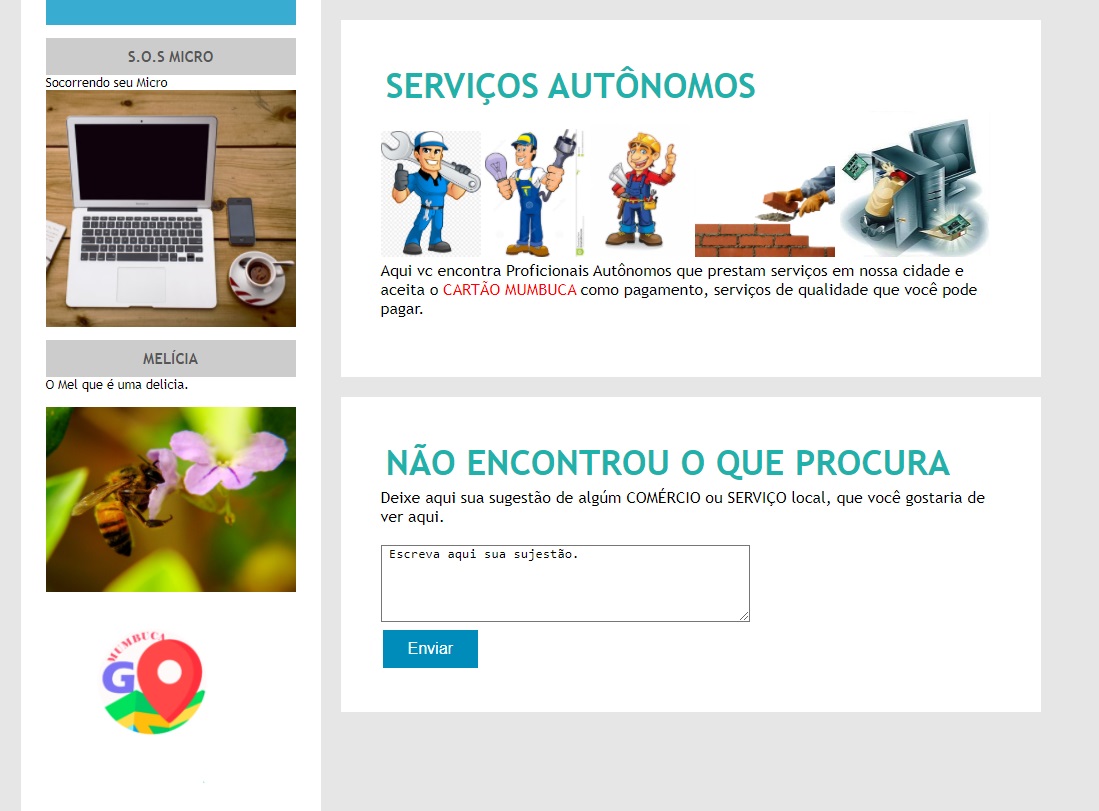 S.O.S MICRO
Socorrendo seu Micro
MELÍCIA
O Mel que é uma delicia.
MUMBUCA
GO
SERVIÇOS AUTÔNOMOS
Aqui vc encontra Proficionais Autônomos que prestam serviços em nossa cidade e
aceita o CARTÃO MUMBUCA como pagamento, serviços de qualidade que você pode
pagar.
NÃO ENCONTROU O QUE PROCURA
Deixe aqui sua sugestão de algúm COMÉRCIO ou SERVIÇO local, que você gostaria de
ver aqui.
Escreva aqui sua sujestão.
Enviar